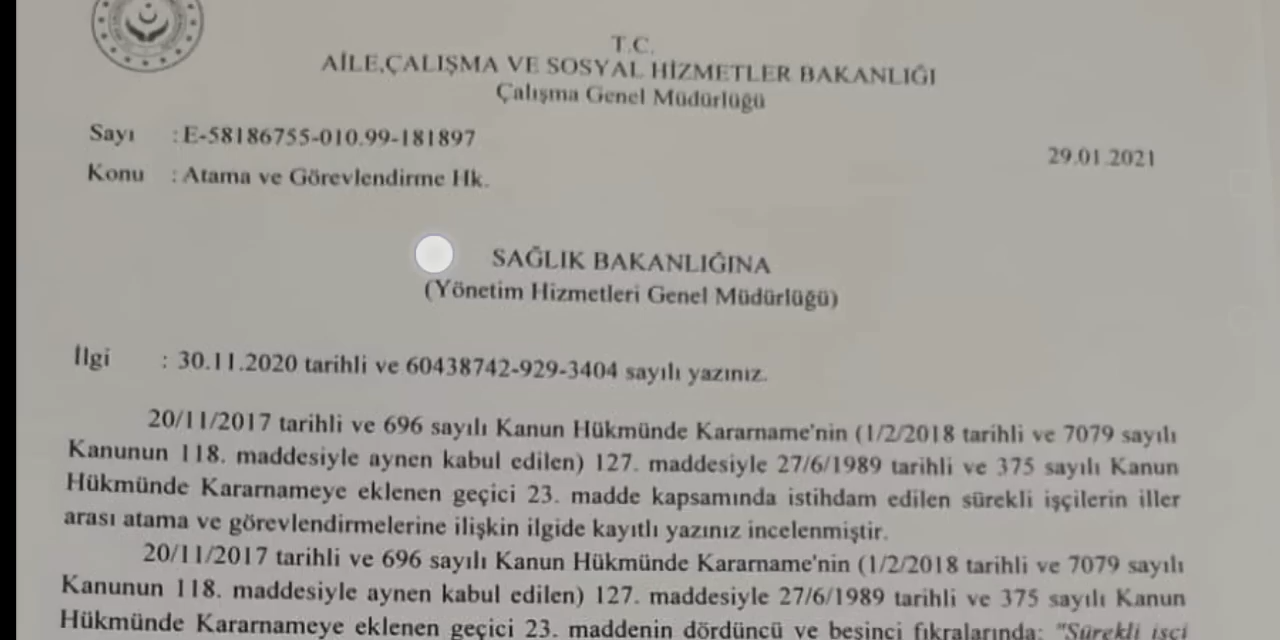 T.C.
AİLE,ÇALIŞMA VE SOSYAL HİZMETLER BAKANLIĞI
Çalışma Genel Müdürlüğü
Sayı : E-58186755-010.99-181897
29.01.2021
Konu : Atama ve Görevlendirme Hk.
SAĞLIK BAKANLIĞINA
(Yönetim Hizmetleri Genel Müdürlüğü)
İlgi : 30.11.2020 tarihli ve 60438742-929-3404 sayılı yazınız.
20/11/2017 tarihli ve 696 sayılı Kanun Hükmünde Kararname'nin (1/2/2018 tarihli ve 7079 sayılı
Kanunun 118. maddesiyle aynen kabul edilen) 127. maddesiyle 27/6/1989 tarihli ve 375 sayılı Kanun
Hükmünde Kararnameye eklenen geçici 23. madde kapsamında istihdam edilen sürekli işçilerin iller
arası atama ve görevlendirmelerine ilişkin ilgide kayıtlı yazınız incelenmiştir.
20/11/2017 tarihli ve 696 sayılı Kanun Hükmünde Kararname'nin (1/2/2018 tarihli ve 7079 sayılı
Kanunun 118. maddesiyle aynen kabul edilen) 127. maddesiyle 27/6/1989 tarihli ve 375 sayılı Kanun
Hükmünde Kararnameye eklenen geçici 23. maddenin dördüncü ve beşinci fıkralarında; "Sürekli işçi